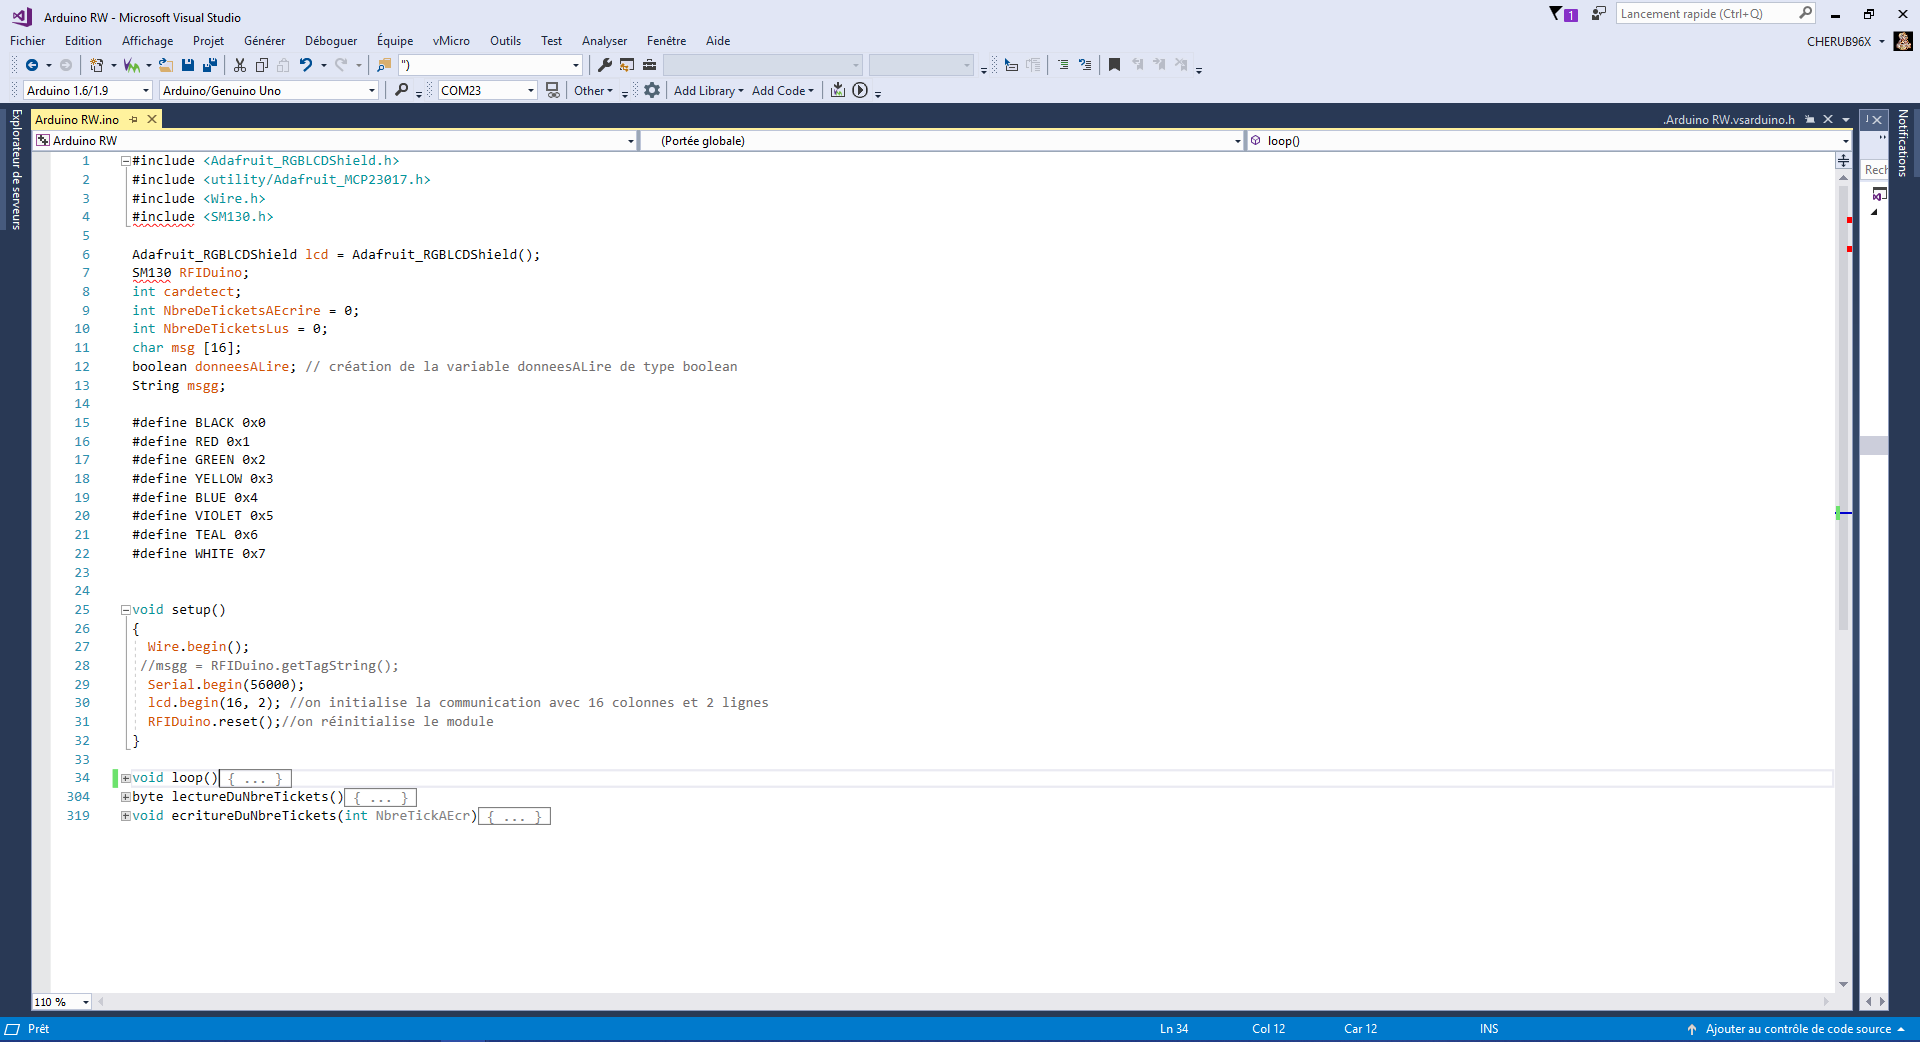 Arduino RW - Microsoft Visual Studio
1
Lancement rapide (Ctrl+Q)
Fichier Edition Affichage Projet Générer Déboguer Équipe vMicro Outils Test Analyser Fenêtre Aide
CHERUB96X
")
Arduino 1.6/1.9 Arduino/Genuino Uno COM23 Other Add Library Add Code
Explorateur de serveurs
Arduino RW.ino
.Arduino RW.vsarduino.h
Notifications
Arduino RW (Portée globale) loop()
Rech
1 #include <Adafruit_RGBLCDShield.h>
2 #include <utility/Adafruit_MCP23017.h>
3 #include <Wire.h>
4 #include <SM130.h>
5
6 Adafruit_RGBLCDShield lcd = Adafruit_RGBLCDShield();
7 SM130 RFIDuino;
8 int cardetect;
9 int NbreDeTicketsAEcrire = 0;
10 int NbreDeTicketsLus = 0;
11 char msg [16];
12 boolean donneesALire; // création de la variable donneesALire de type boolean
13 String msgg;
14
15 #define BLACK 0x0
16 #define RED 0x1
17 #define GREEN 0x2
18 #define YELLOW 0x3
19 #define BLUE 0x4
20 #define VIOLET 0x5
21 #define TEAL 0x6
22 #define WHITE 0x7
23
24
25 void setup()
26 {
27 Wire.begin();
28 //msgg = RFIDuino.getTagString();
29 Serial.begin(56000);
30 lcd.begin(16, 2); //on initialise la communication avec 16 colonnes et 2 lignes
31 RFIDuino.reset();//on réinitialise le module
32 }
33
34 void loop(){ ... }
304 byte lectureDuNbreTickets(){ ... }
319 void ecritureDuNbreTickets(int NbreTickAEcr){ ... }
110 %
Prêt Ln 34 Col 12 Car 12 INS Ajouter au contrôle de code source